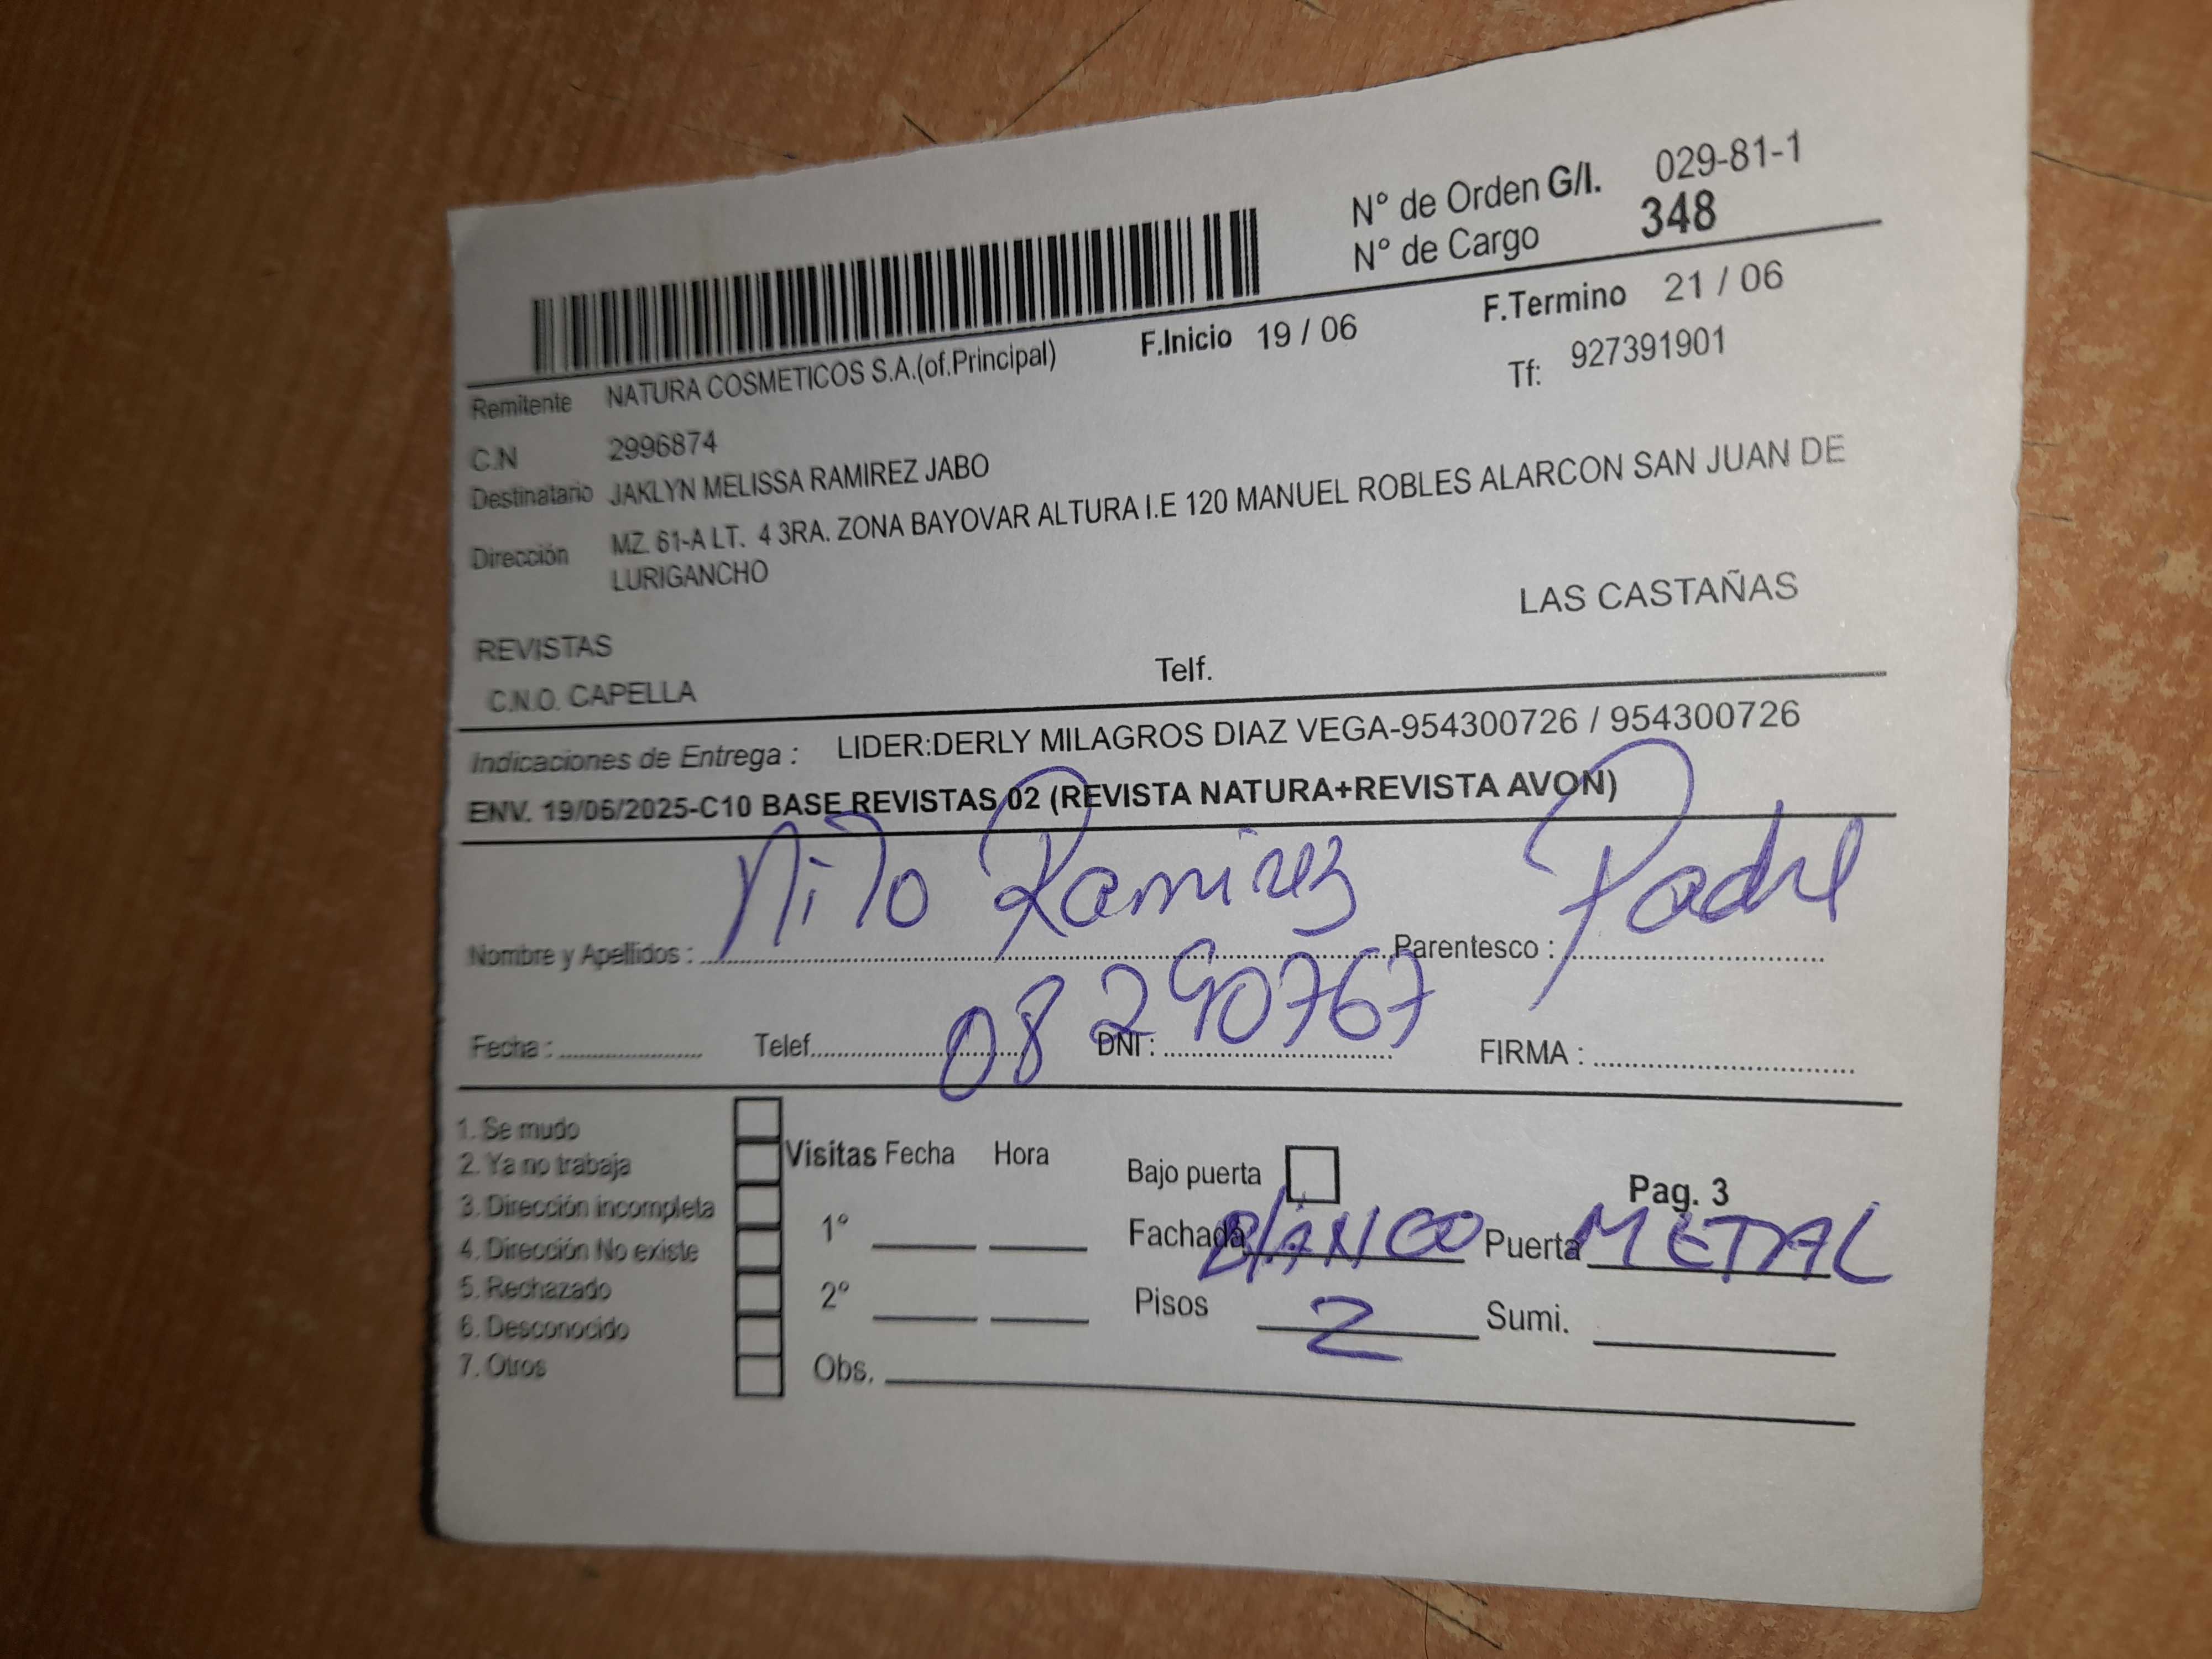 N° de Orden G/I. 029-81-1
N° de Cargo 348
F.Inicio 19 / 06 F.Termino 21 / 06
Remitente NATURA COSMETICOS S.A.(of.Principal) Tf: 927391901
C.N 2996874
Destinatario JAKLYN MELISSA RAMIREZ JABO
Dirección MZ. 61-A LT. 4 3RA. ZONA BAYOVAR ALTURA I.E 120 MANUEL ROBLES ALARCON SAN JUAN DE
LURIGANCHO
LAS CASTAÑAS
REVISTAS
C.N.O. CAPELLA Telf.
Indicaciones de Entrega : LIDER:DERLY MILAGROS DIAZ VEGA-954300726 / 954300726
ENV. 19/06/2025-C10 BASE REVISTAS 02 (REVISTA NATURA+REVISTA AVON)
Nombre y Apellidos : Ramirez Parentesco : Padre
Fecha : Telef. DNI : 08290767 FIRMA :
1. Se mudo
2. Ya no trabaja Visitas Fecha Hora Bajo puerta Pag. 3
3. Dirección incompleta 1° Fachada BLANCO Puerta METAL
4. Dirección No existe
5. Rechazado 2° Pisos 2 Sumi.
6. Desconocido
7. Otros Obs.